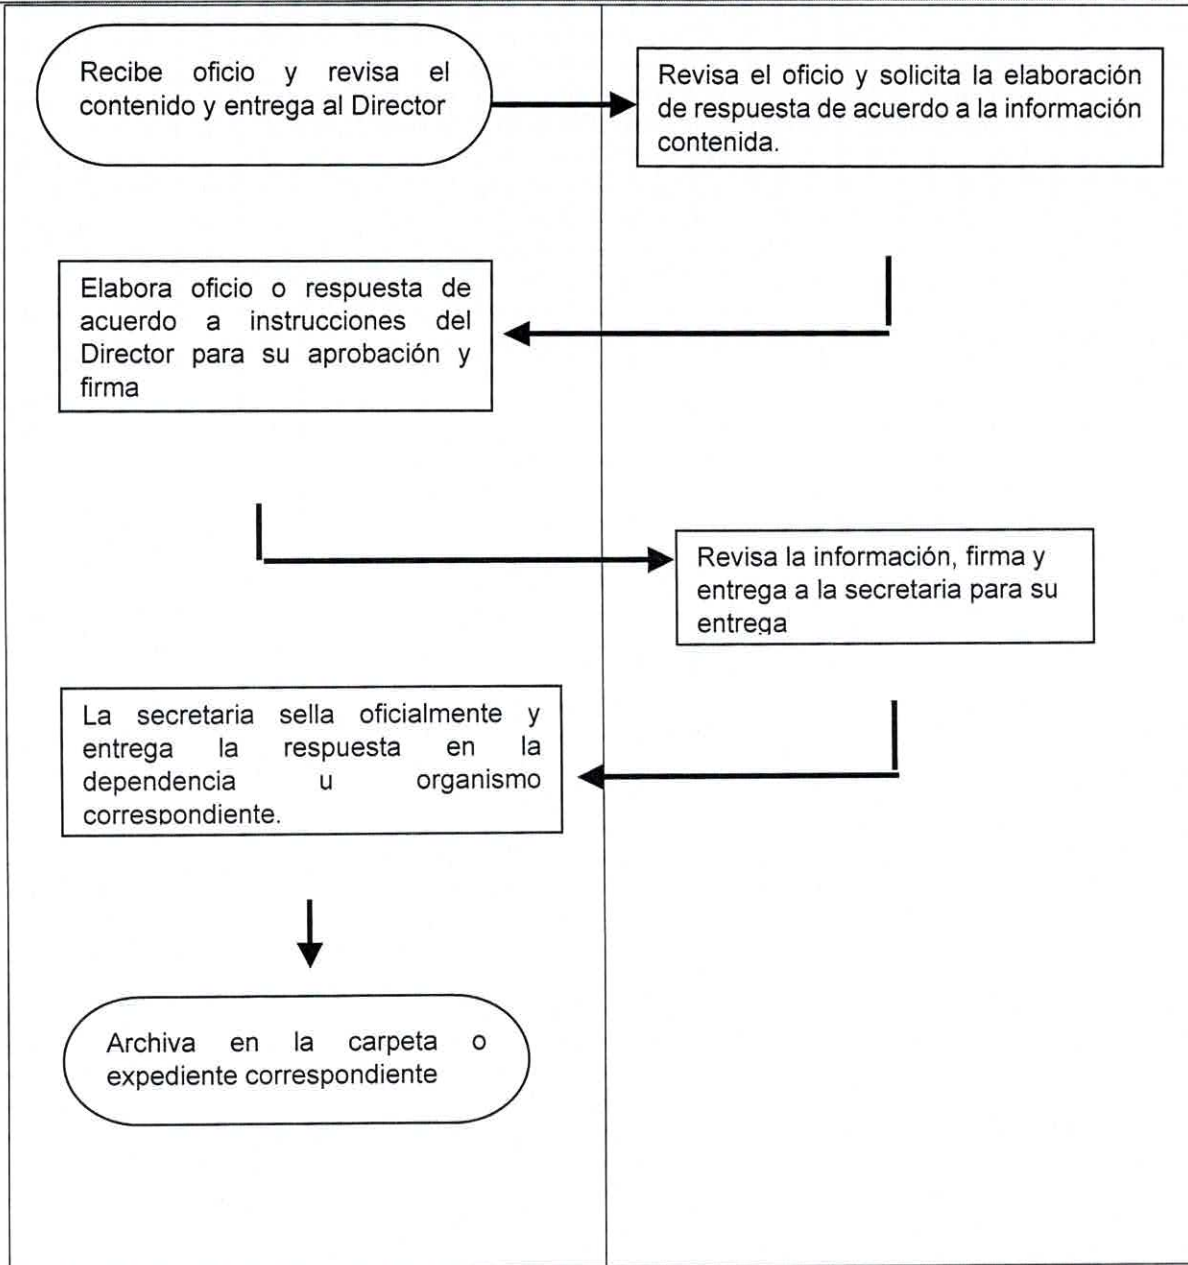 Recibe oficio y revisa el
contenido y entrega al Director
Revisa el oficio y solicita la elaboración
de respuesta de acuerdo a la información
contenida.
Elabora oficio o respuesta de
acuerdo a instrucciones del
Director para su aprobación y
firma
Revisa la información, firma y
entrega a la secretaria para su
entrega
La secretaria sella oficialmente y
entrega la respuesta en la
dependencia u organismo
correspondiente.
Archiva en la carpeta o
expediente correspondiente